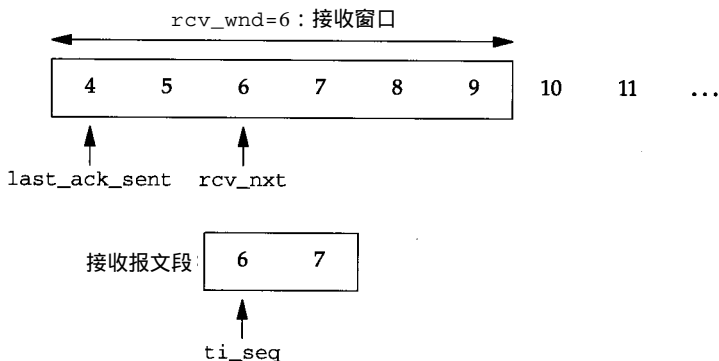 rcv_wnd=6：接收窗口
4 5 6 7 8 9 10 11 ...
last_ack_sent rcv_nxt
接收报文段 6 7
ti_seq